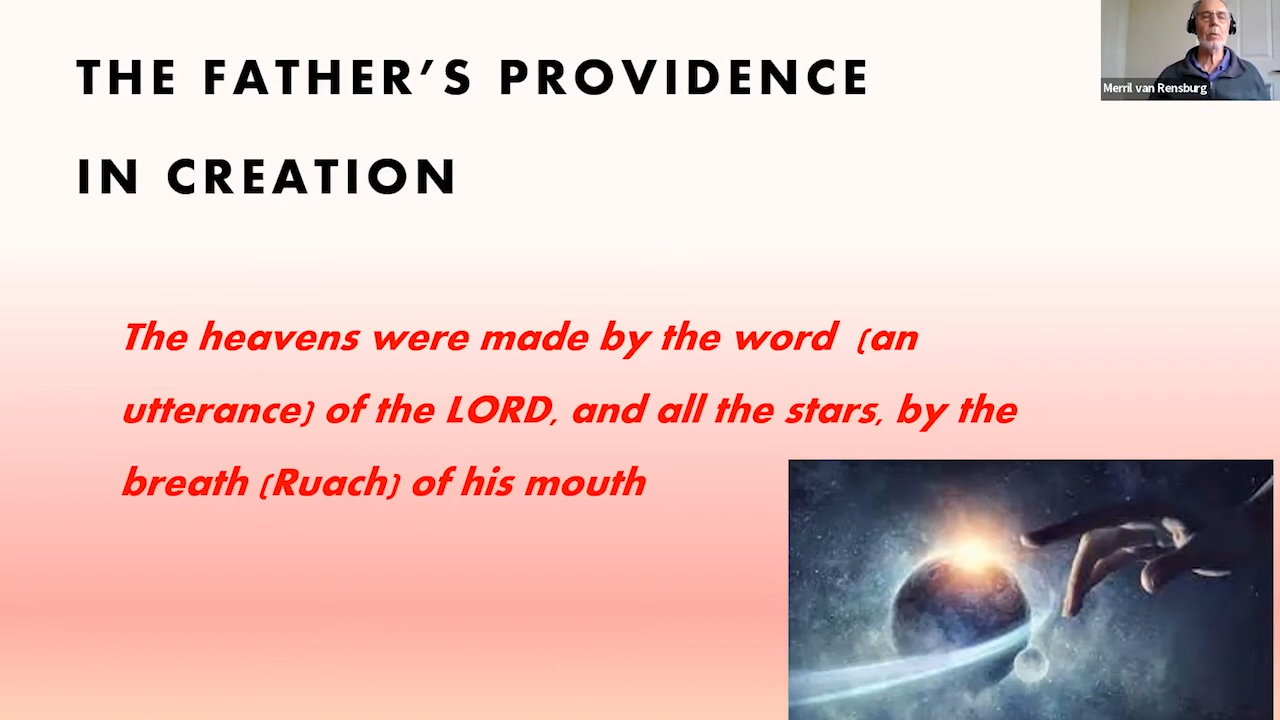 THE FATHER’S PROVIDENCE
IN CREATION
Merril van Rensburg
The heavens were made by the word (an
utterance) of the LORD, and all the stars, by the
breath (Ruach) of his mouth